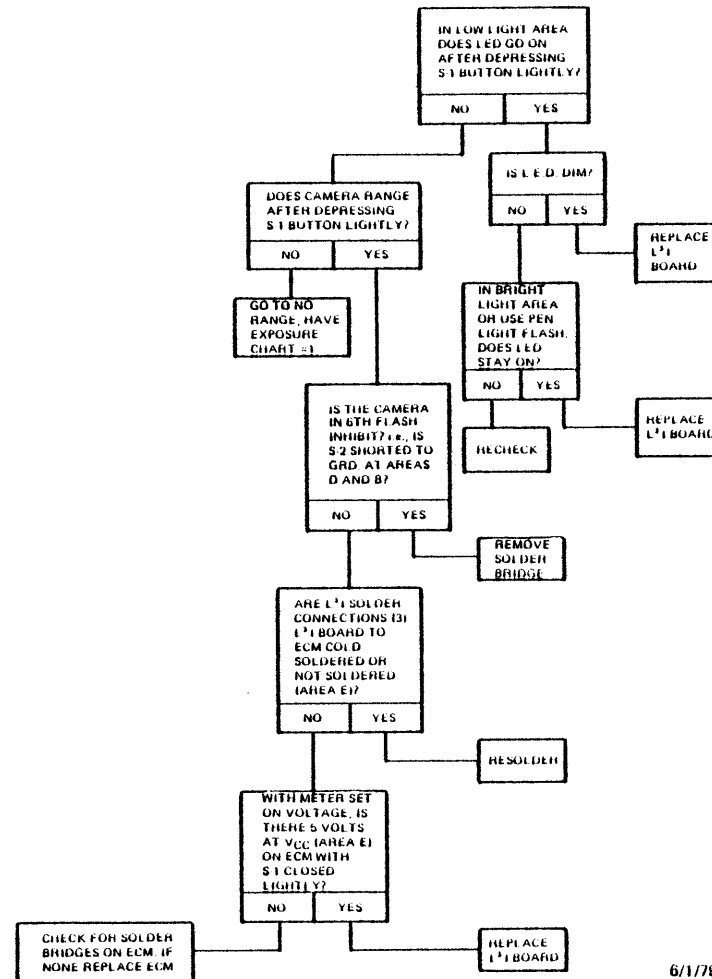 IN LOW LIGHT AREA
DOES LED GO ON
AFTER DEPRESSING
S-1 BUTTON LIGHTLY?
NO YES
IS L.E.D. DIM?
NO YES
REPLACE
L³I
BOARD
DOES CAMERA RANGE
AFTER DEPRESSING
S-1 BUTTON LIGHTLY?
NO YES
GO TO NO
RANGE, HAVE
EXPOSURE
CHART #1
IN BRIGHT
LIGHT AREA
OR USE PEN
LIGHT FLASH,
DOES LED
STAY ON?
NO YES
RECHECK
REPLACE
L³I BOARD
IS THE CAMERA
IN 6TH FLASH
INHIBIT? i.e., IS
S-2 SHORTED TO
GRD. AT AREAS
D AND B?
NO YES
REMOVE
SOLDER
BRIDGE
ARE L³I SOLDER
CONNECTIONS (3)
L³I BOARD TO
ECM COLD
SOLDERED OR
NOT SOLDERED
(AREA E)?
NO YES
RESOLDER
WITH METER SET
ON VOLTAGE, IS
THERE 5 VOLTS
AT VCC (AREA E)
ON ECM WITH
S-1 CLOSED
LIGHTLY?
NO YES
CHECK FOR SOLDER
BRIDGES ON ECM. IF
NONE REPLACE ECM
REPLACE
L³I BOARD